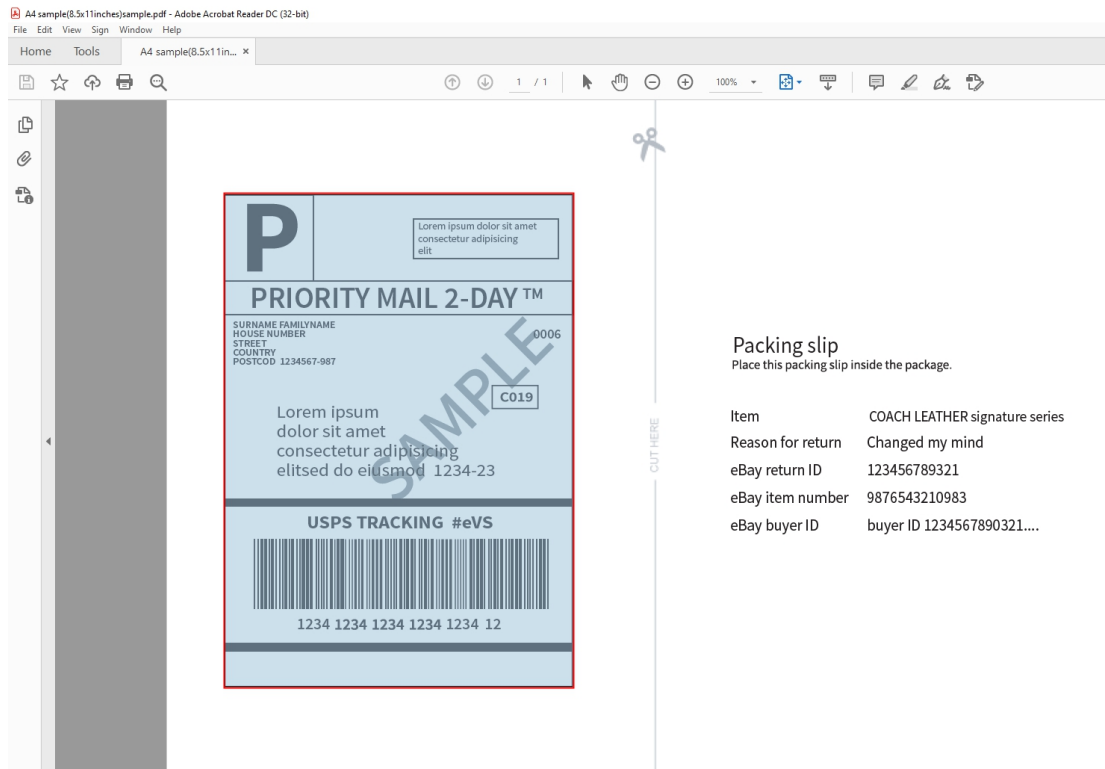 A4 sample(8.5x11inches)sample.pdf - Adobe Acrobat Reader DC (32-bit)
File Edit View Sign Window Help
Home Tools A4 sample(8.5x11in... ×
1 / 1 100%
P
Lorem ipsum dolor sit amet
consectetur adipisicing
elit
PRIORITY MAIL 2-DAY ™
SURNAME FAMILYNAME
HOUSE NUMBER
STREET
COUNTRY
POSTCOD 1234567-987
0006
C019
Lorem ipsum
dolor sit amet
consectetur adipisicing
elitsed do eiusmod 1234-23
SAMPLE
USPS TRACKING #eVS
1234 1234 1234 1234 1234 12
CUT HERE
Packing slip
Place this packing slip inside the package.
Item COACH LEATHER signature series
Reason for return Changed my mind
eBay return ID 123456789321
eBay item number 9876543210983
eBay buyer ID buyer ID 1234567890321....